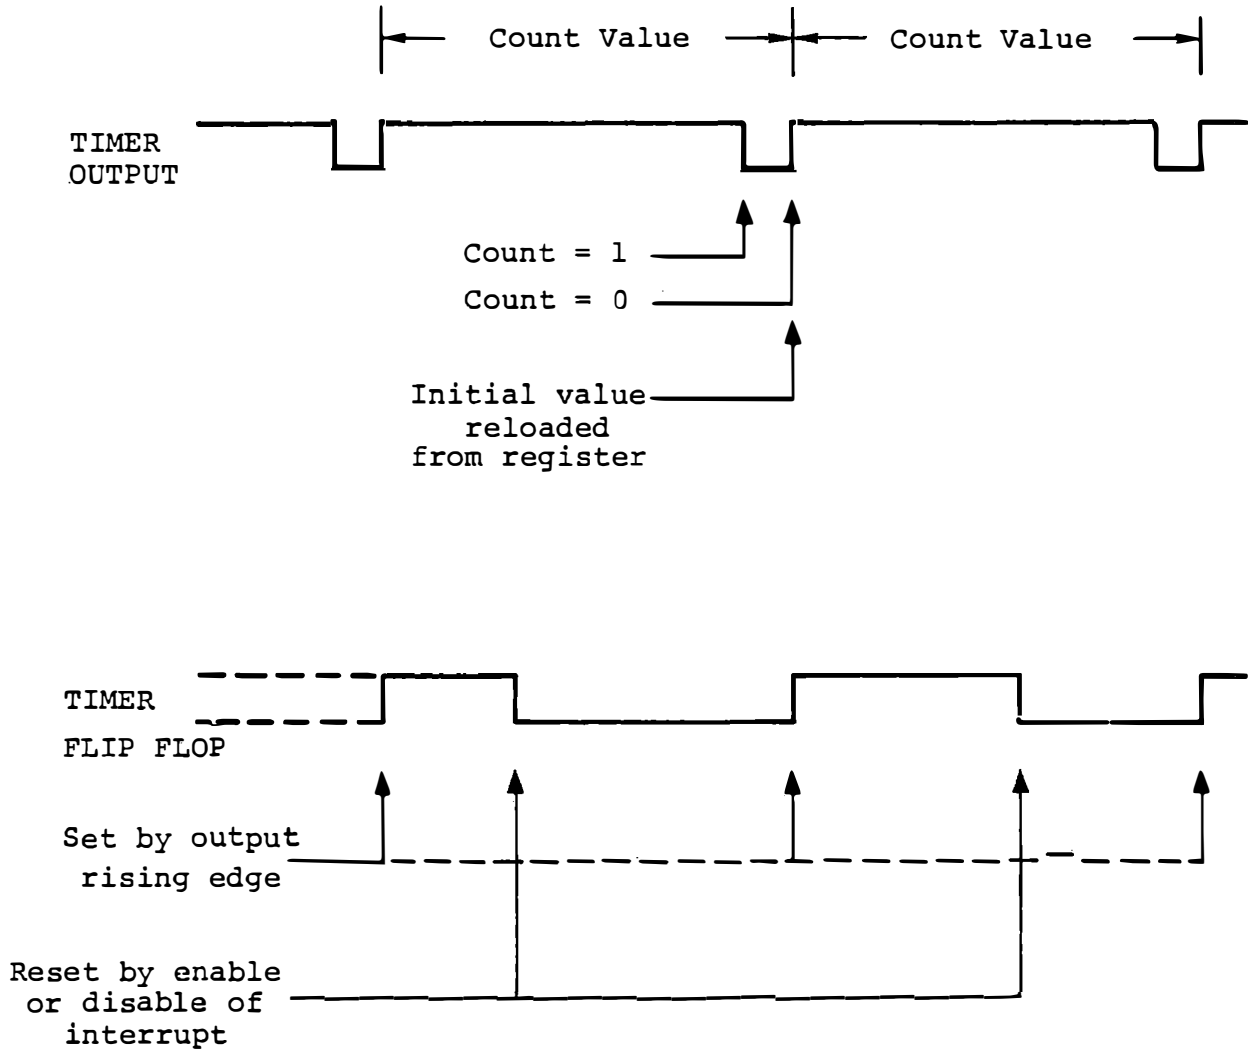 Count Value
Count Value
TIMER
OUTPUT
Count = 1
Count = 0
Initial value
reloaded
from register
TIMER
FLIP FLOP
Set by output
rising edge
Reset by enable
or disable of
interrupt